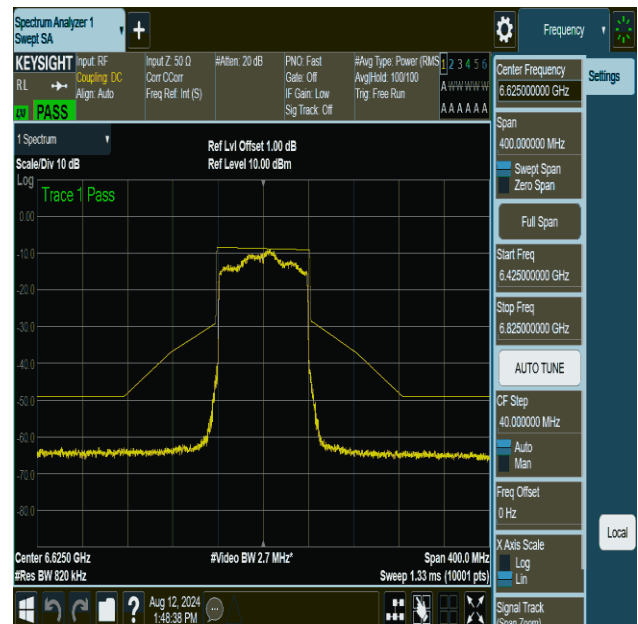 Spectrum Analyzer 1
Swept SA
+
Frequency
KEYSIGHT
RL
PASS
Input: RF
Coupling: DC
Align: Auto
Input Z: 50 Ω
Corr CCorr
Freq Ref: Int (S)
#Atten: 20 dB
PNO: Fast
Gate: Off
IF Gain: Low
Sig Track: Off
#Avg Type: Power (RMS
Avg|Hold: 100/100
Trig: Free Run
1 2 3 4 5 6
A W W W W W
A A A A A A
1 Spectrum
Scale/Div 10 dB
Ref Lvl Offset 1.00 dB
Ref Level 10.00 dBm
Log
Trace 1 Pass
0.00
-10.0
-20.0
-30.0
-40.0
-50.0
-60.0
-70.0
-80.0
Center 6.6250 GHz
#Res BW 820 kHz
#Video BW 2.7 MHz*
Span 400.0 MHz
Sweep 1.33 ms (10001 pts)
Center Frequency
6.625000000 GHz
Settings
Span
400.000000 MHz
Swept Span
Zero Span
Full Span
Start Freq
6.425000000 GHz
Stop Freq
6.825000000 GHz
AUTO TUNE
CF Step
40.000000 MHz
Auto
Man
Freq Offset
0 Hz
X Axis Scale
Log
Lin
Local
Signal Track
(Span Zoom)
?
Aug 12, 2024
1:48:38 PM